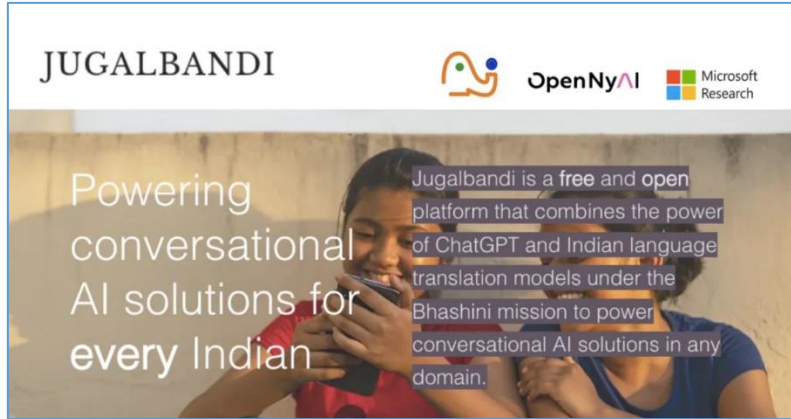 JUGALBANDI
OpenNyAI
Microsoft
Research
Powering
conversational
AI solutions for
every Indian
Jugalbandi is a free and open
platform that combines the power
of ChatGPT and Indian language
translation models under the
Bhashini mission to power
conversational AI solutions in any
domain.